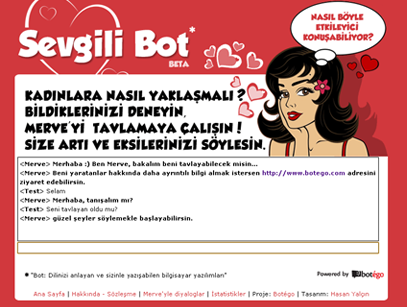 Sevgili Bot*
BETA
NASIL BÖYLE
ETKİLEYİCİ
KONUŞABİLİYOR?
KADINLARA NASIL YAKLAŞMALI?
BİLDİKLERİNİZİ DENEYİN,
MERVE'Yİ TAVLAMAYA ÇALIŞIN!
SİZE ARTI VE EKSİLERİNİZİ SÖYLESİN.
<Merve> Merhaba :) Ben Merve, bakalım beni tavlayabilecek misin...
<Merve> Beni yaratanlar hakkında daha ayrıntılı bilgi almak istersen http://www.botego.com adresini
ziyaret edebilirsin.
<Test> Selam
<Merve> Merhaba, tanışalım mı?
<Test> Seni tavlayan oldu mu?
<Merve> güzel şeyler söylemekle başlayabilirsin.
* "Bot: Dilinizi anlayan ve sizinle yazışabilen bilgisayar yazılımları"
Powered by botego
Ana Sayfa | Hakkında - Sözleşme | Merve'yle diyaloglar | İstatistikler | Proje: Botego | Tasarım: Hasan Yalçın